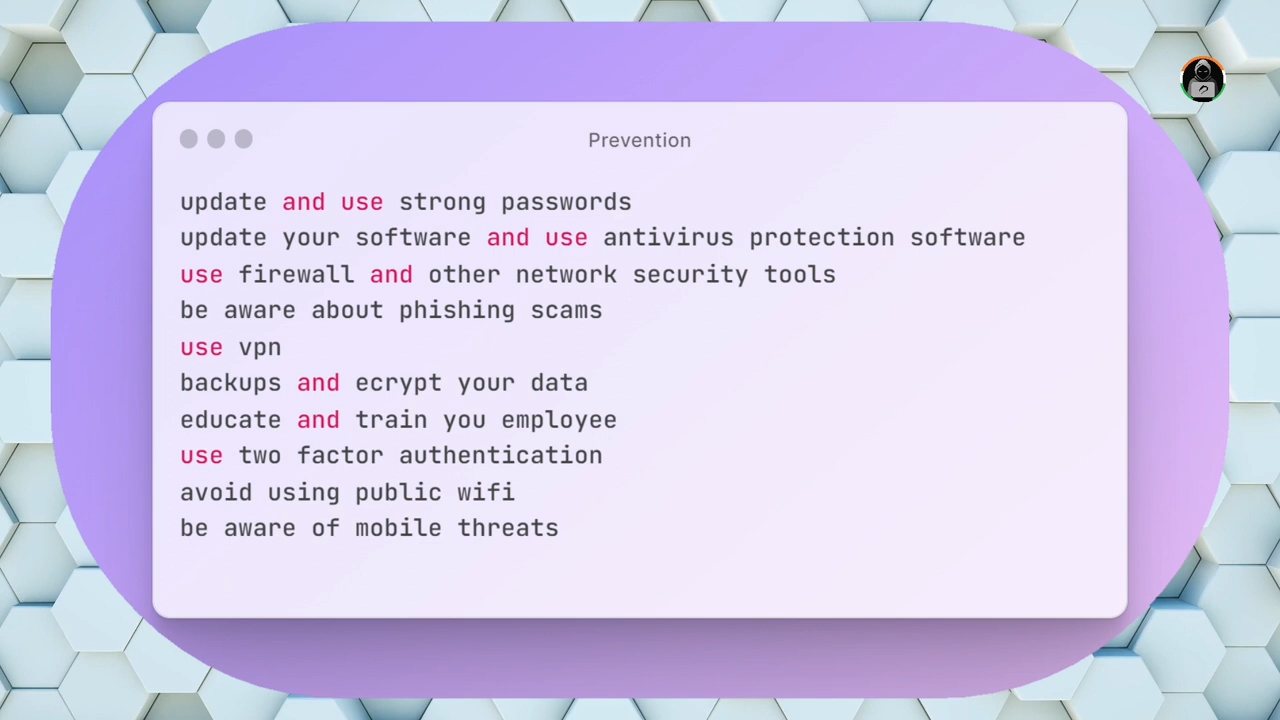 Prevention
update and use strong passwords
update your software and use antivirus protection software
use firewall and other network security tools
be aware about phishing scams
use vpn
backups and ecrypt your data
educate and train you employee
use two factor authentication
avoid using public wifi
be aware of mobile threats